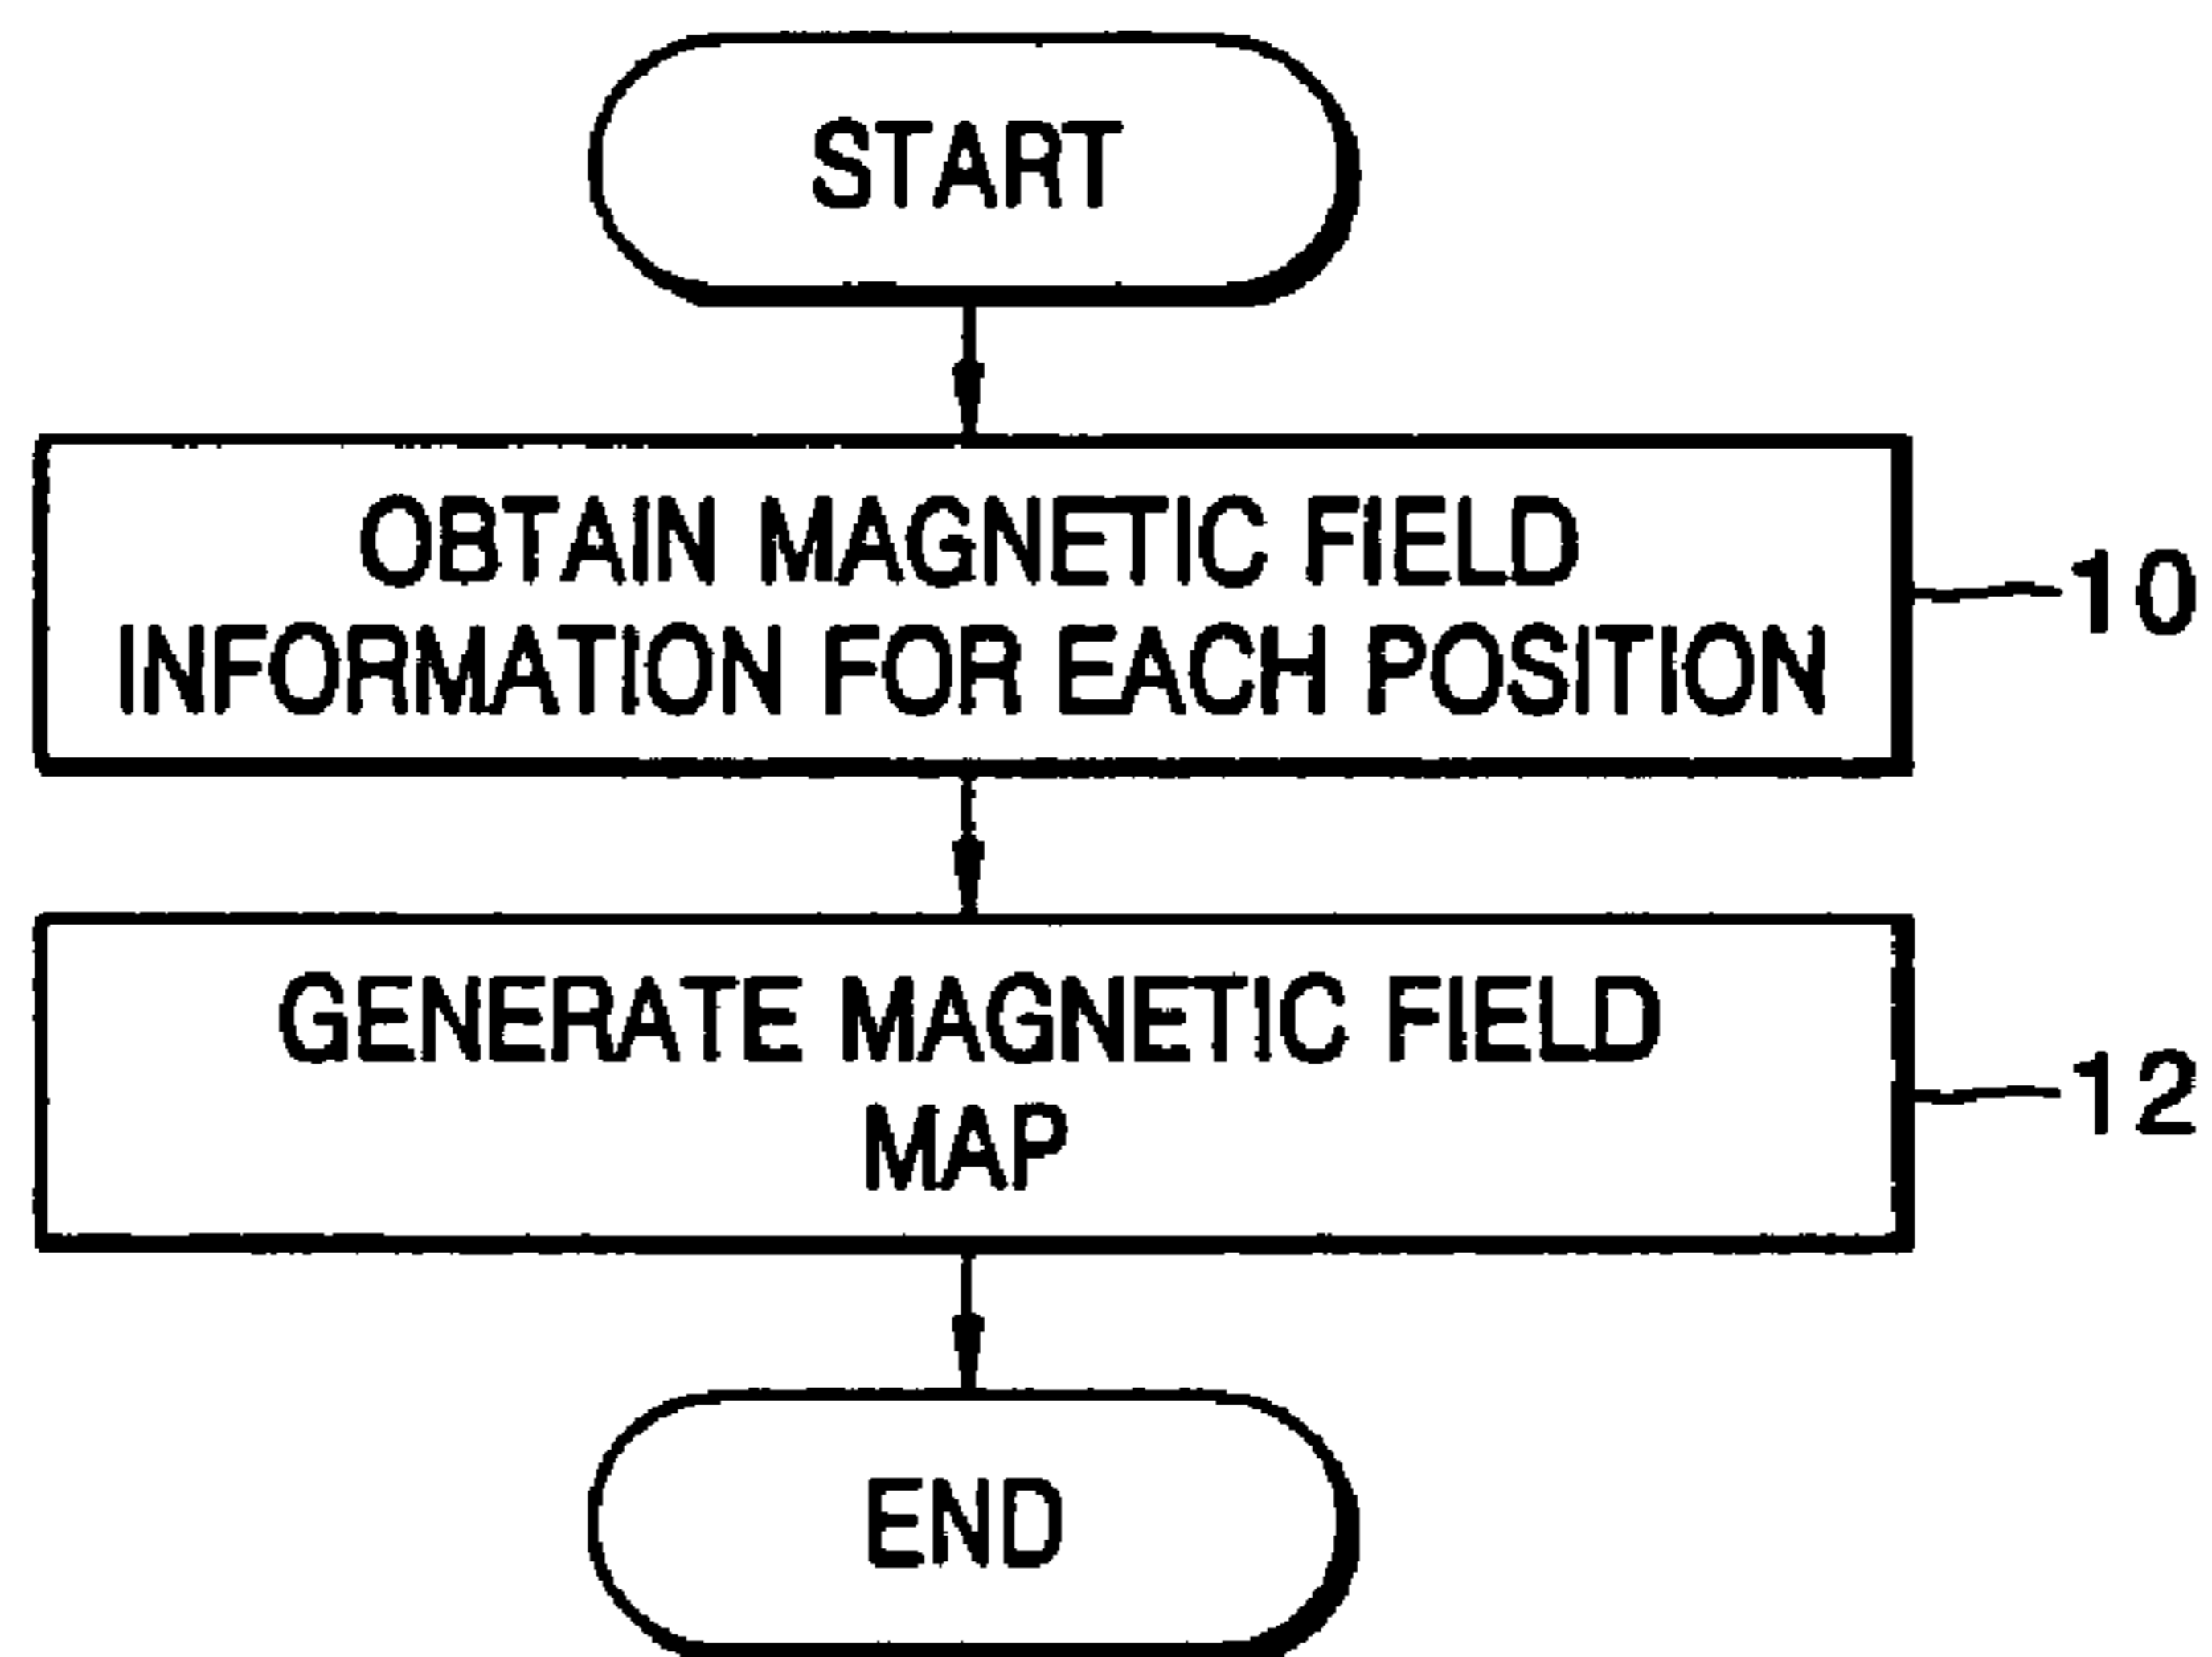 START
OBTAIN MAGNETIC FIELD
INFORMATION FOR EACH POSITION
10
GENERATE MAGNETIC FIELD
MAP
12
END